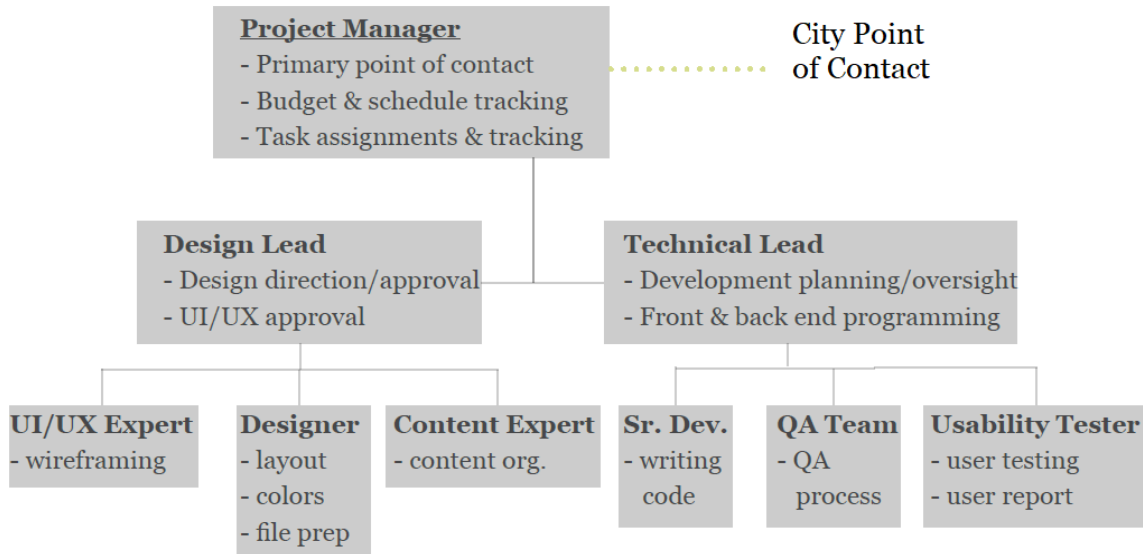 Project Manager
- Primary point of contact
- Budget & schedule tracking
- Task assignments & tracking
City Point
of Contact
Design Lead
- Design direction/approval
- UI/UX approval
Technical Lead
- Development planning/oversight
- Front & back end programming
UI/UX Expert
- wireframing
Designer
- layout
- colors
- file prep
Content Expert
- content org.
Sr. Dev.
- writing
code
QA Team
- QA
process
Usability Tester
- user testing
- user report